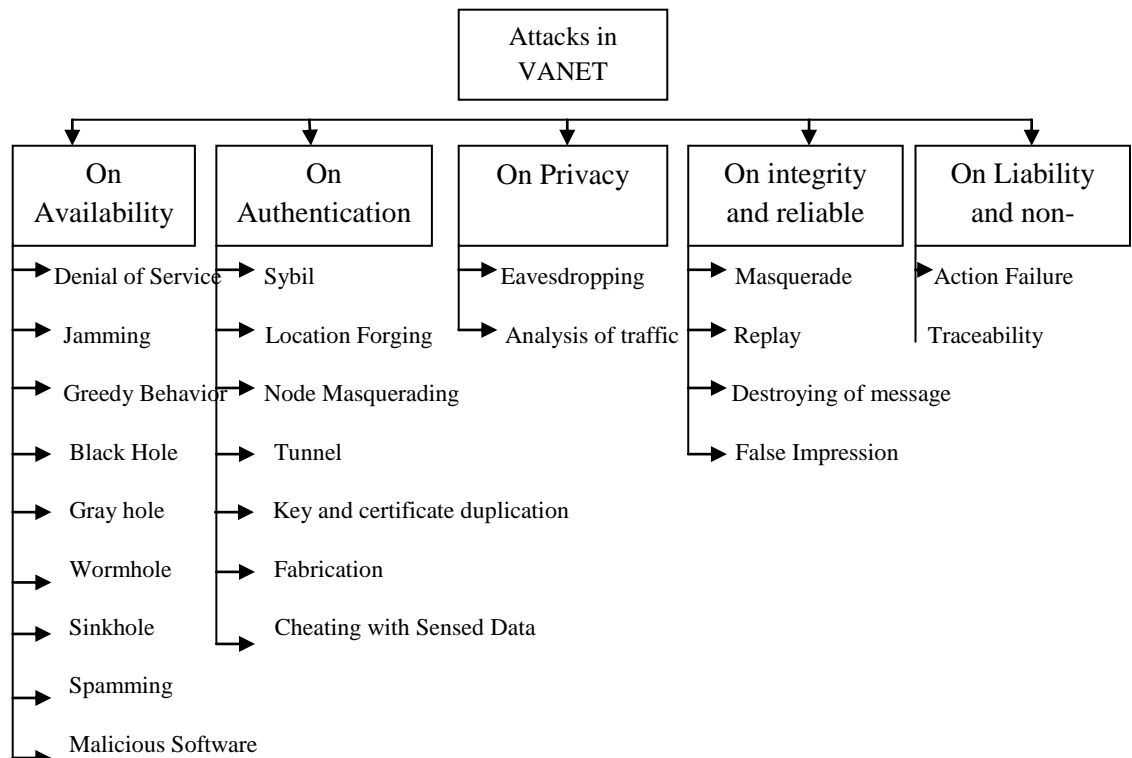 Attacks in
VANET
On
Availability
Denial of Service
Jamming
Greedy Behavior
Black Hole
Gray hole
Wormhole
Sinkhole
Spamming
Malicious Software
On
Authentication
Sybil
Location Forging
Node Masquerading
Tunnel
Key and certificate duplication
Fabrication
Cheating with Sensed Data
On Privacy
Eavesdropping
Analysis of traffic
On integrity
and reliable
Masquerade
Replay
Destroying of message
False Impression
On Liability
and non-
Action Failure
Traceability